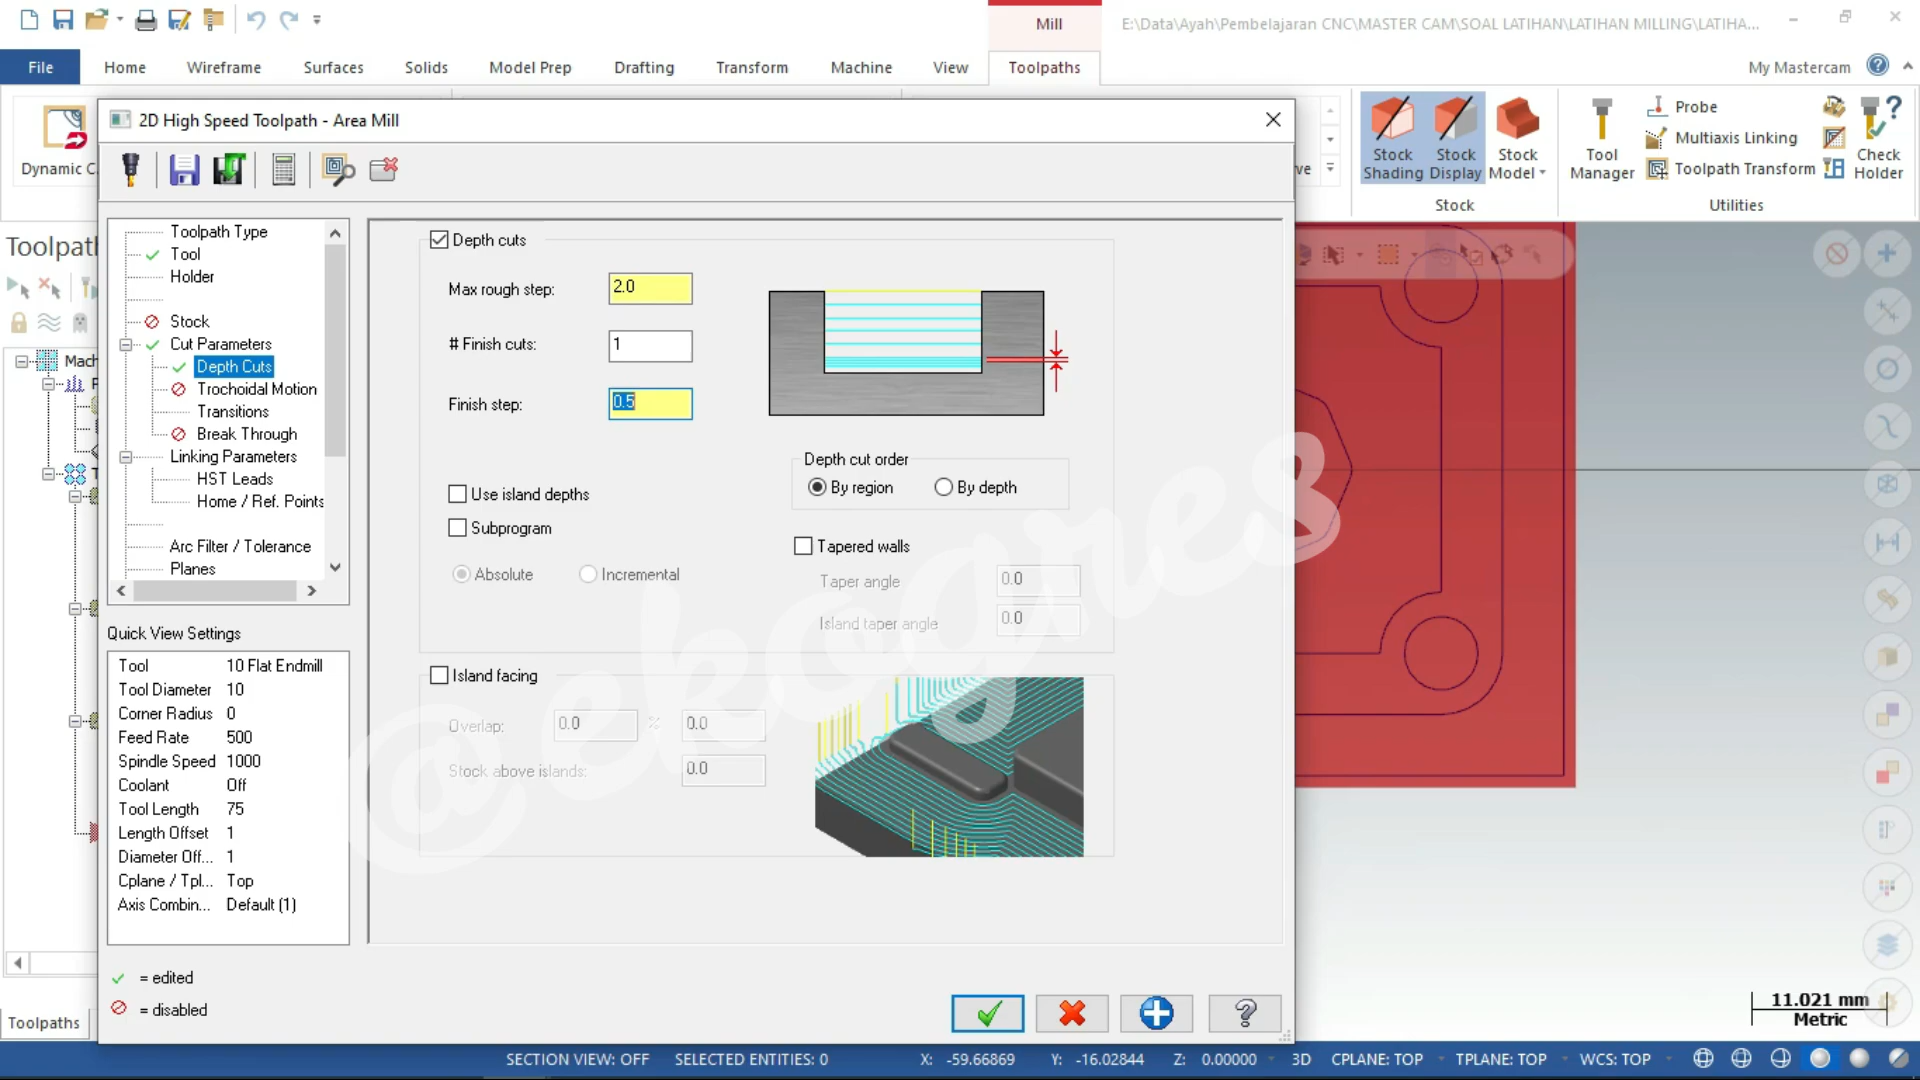 Mill
E:\Data\Ayah\Pembelajaran CNC\MASTER CAM\SOAL LATIHAN\LATIHAN MILLING\LATIHA...
File
Home
Wireframe
Surfaces
Solids
Model Prep
Drafting
Transform
Machine
View
Toolpaths
My Mastercam
Dynamic C
ve
Stock Shading
Stock Display
Stock Model
Stock
Tool Manager
Probe
Multiaxis Linking
Toolpath Transform
Check Holder
Utilities
2D High Speed Toolpath - Area Mill
Toolpath Type
Tool
Holder
Stock
Cut Parameters
Depth Cuts
Trochoidal Motion
Transitions
Break Through
Linking Parameters
HST Leads
Home / Ref. Points
Arc Filter / Tolerance
Planes
Toolpatl
Mach
F
T
Depth cuts
Max rough step: 2.0
# Finish cuts: 1
Finish step: 0.5
Depth cut order
By region
By depth
Use island depths
Subprogram
Absolute
Incremental
Tapered walls
Taper angle 0.0
Island taper angle 0.0
Island facing
Overlap: 0.0 % 0.0
Stock above islands: 0.0
@ekogres
Quick View Settings
Tool 10 Flat Endmill
Tool Diameter 10
Corner Radius 0
Feed Rate 500
Spindle Speed 1000
Coolant Off
Tool Length 75
Length Offset 1
Diameter Off... 1
Cplane / Tpl... Top
Axis Combin... Default (1)
= edited
= disabled
Toolpaths
11.021 mm
Metric
SECTION VIEW: OFF
SELECTED ENTITIES: 0
X: -59.66869
Y: -16.02844
Z: 0.00000
3D
CPLANE: TOP
TPLANE: TOP
WCS: TOP